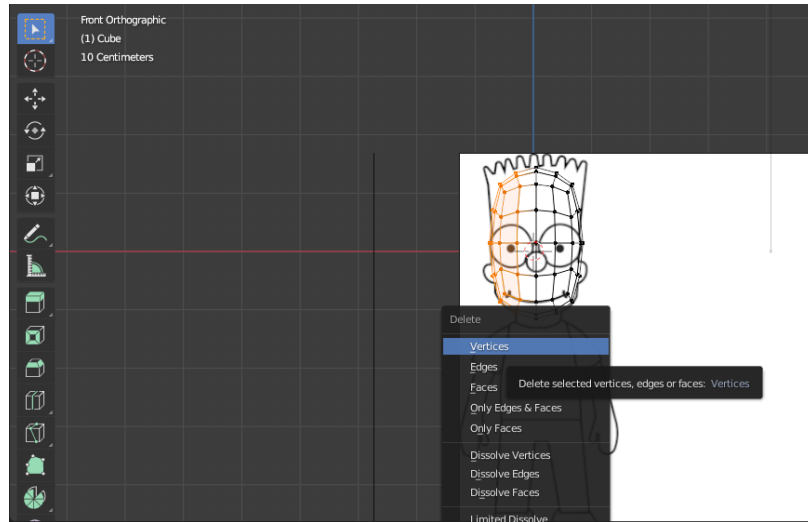 Front Orthographic
(1) Cube
10 Centimeters
Delete
Vertices
Edges
Faces
Delete selected vertices, edges or faces: Vertices
Only Edges & Faces
Only Faces
Dissolve Vertices
Dissolve Edges
Dissolve Faces
Limited Dissolve